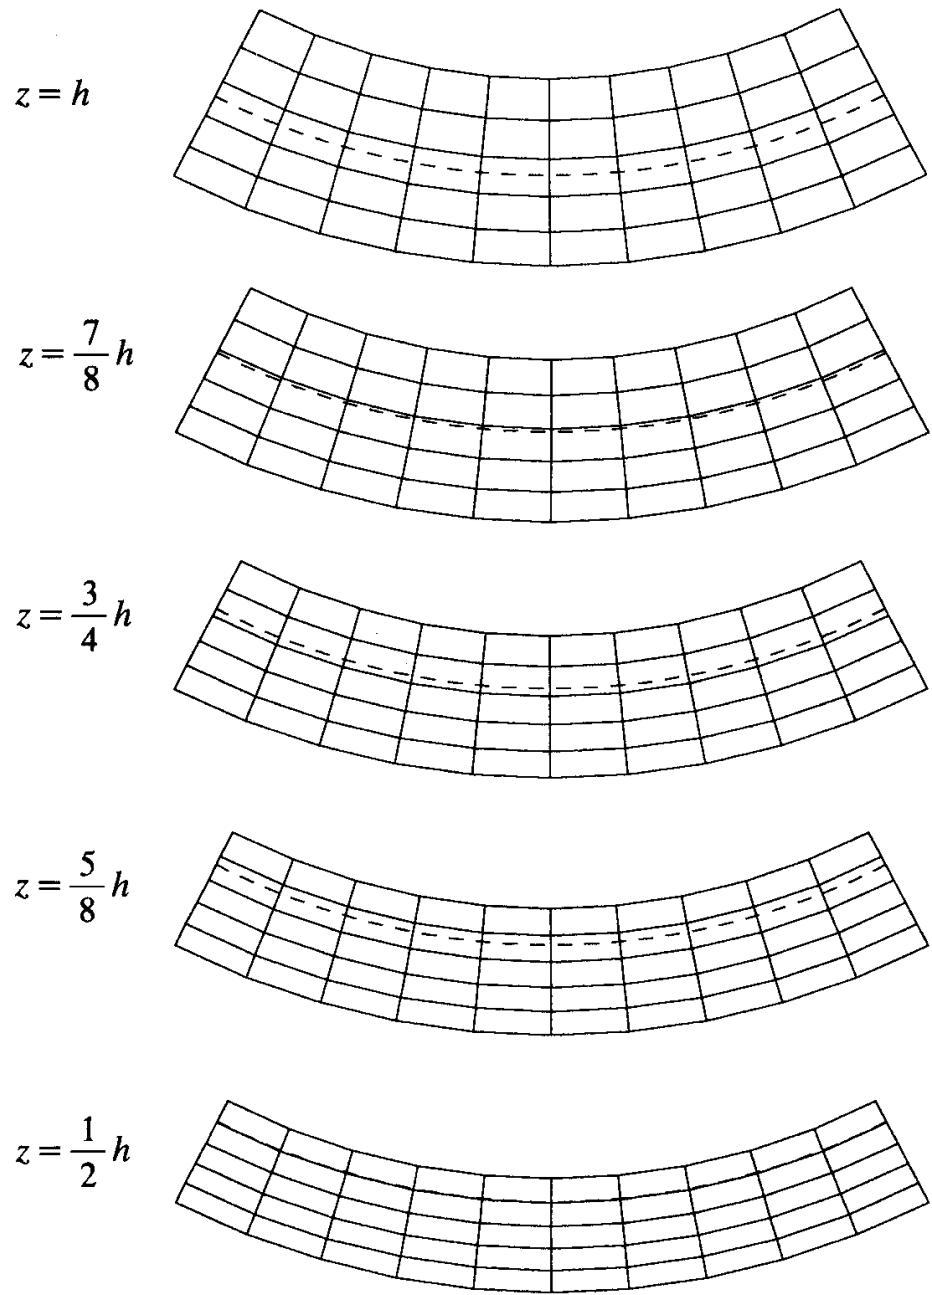 z = h
z = 7/8 h
z = 3/4 h
z = 5/8 h
z = 1/2 h